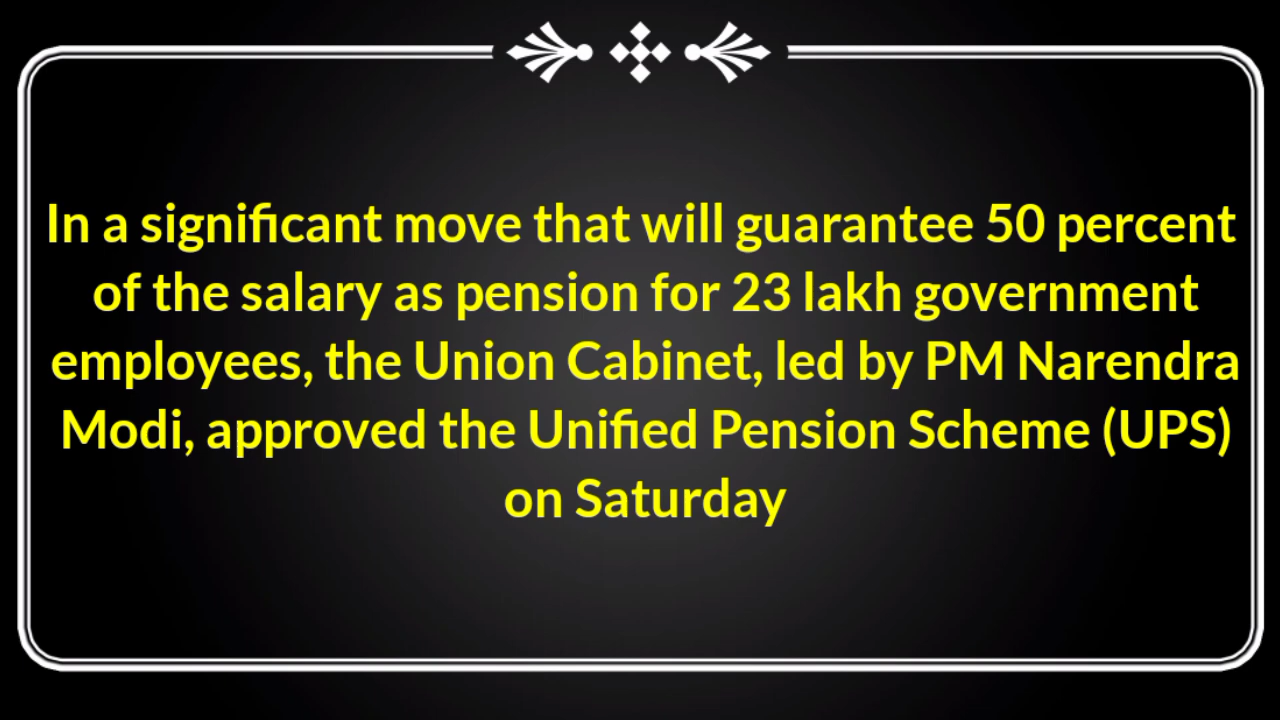 In a significant move that will guarantee 50 percent
of the salary as pension for 23 lakh government
employees, the Union Cabinet, led by PM Narendra
Modi, approved the Unified Pension Scheme (UPS)
on Saturday